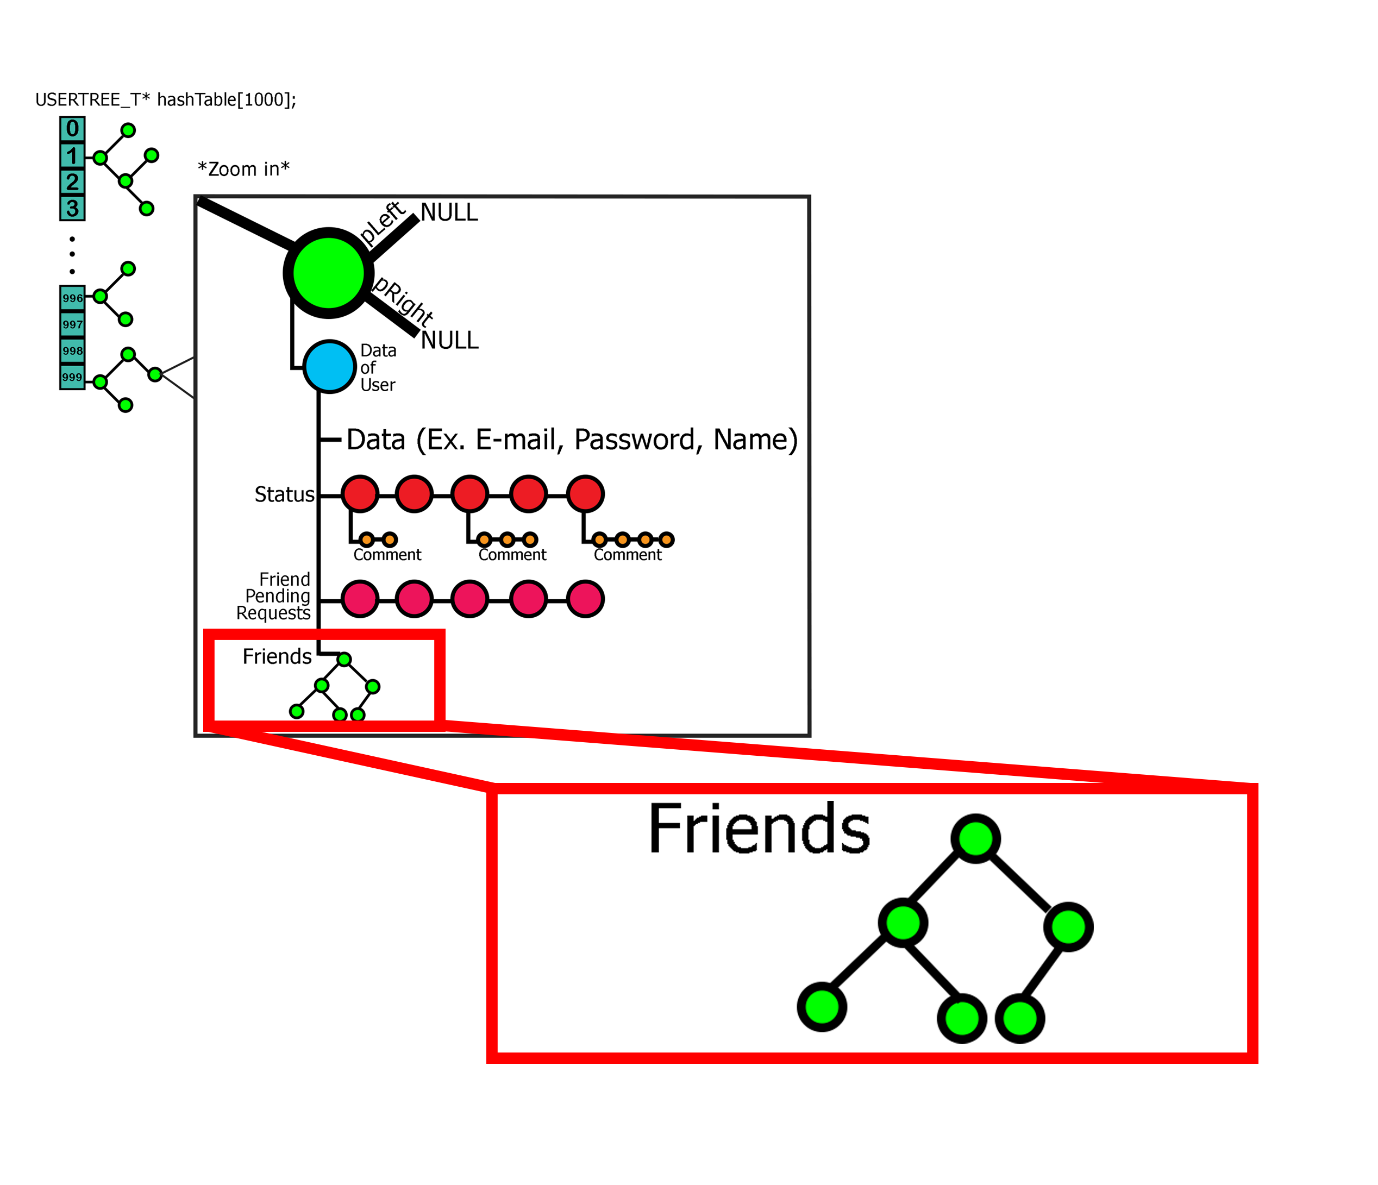 USERTREE_T* hashTable[1000];
0
1
2
3
996
997
998
999
*Zoom in*
pLeft
NULL
pRight
NULL
Data
of
User
Data (Ex. E-mail, Password, Name)
Status
Comment
Comment
Comment
Friend
Pending
Requests
Friends
Friends